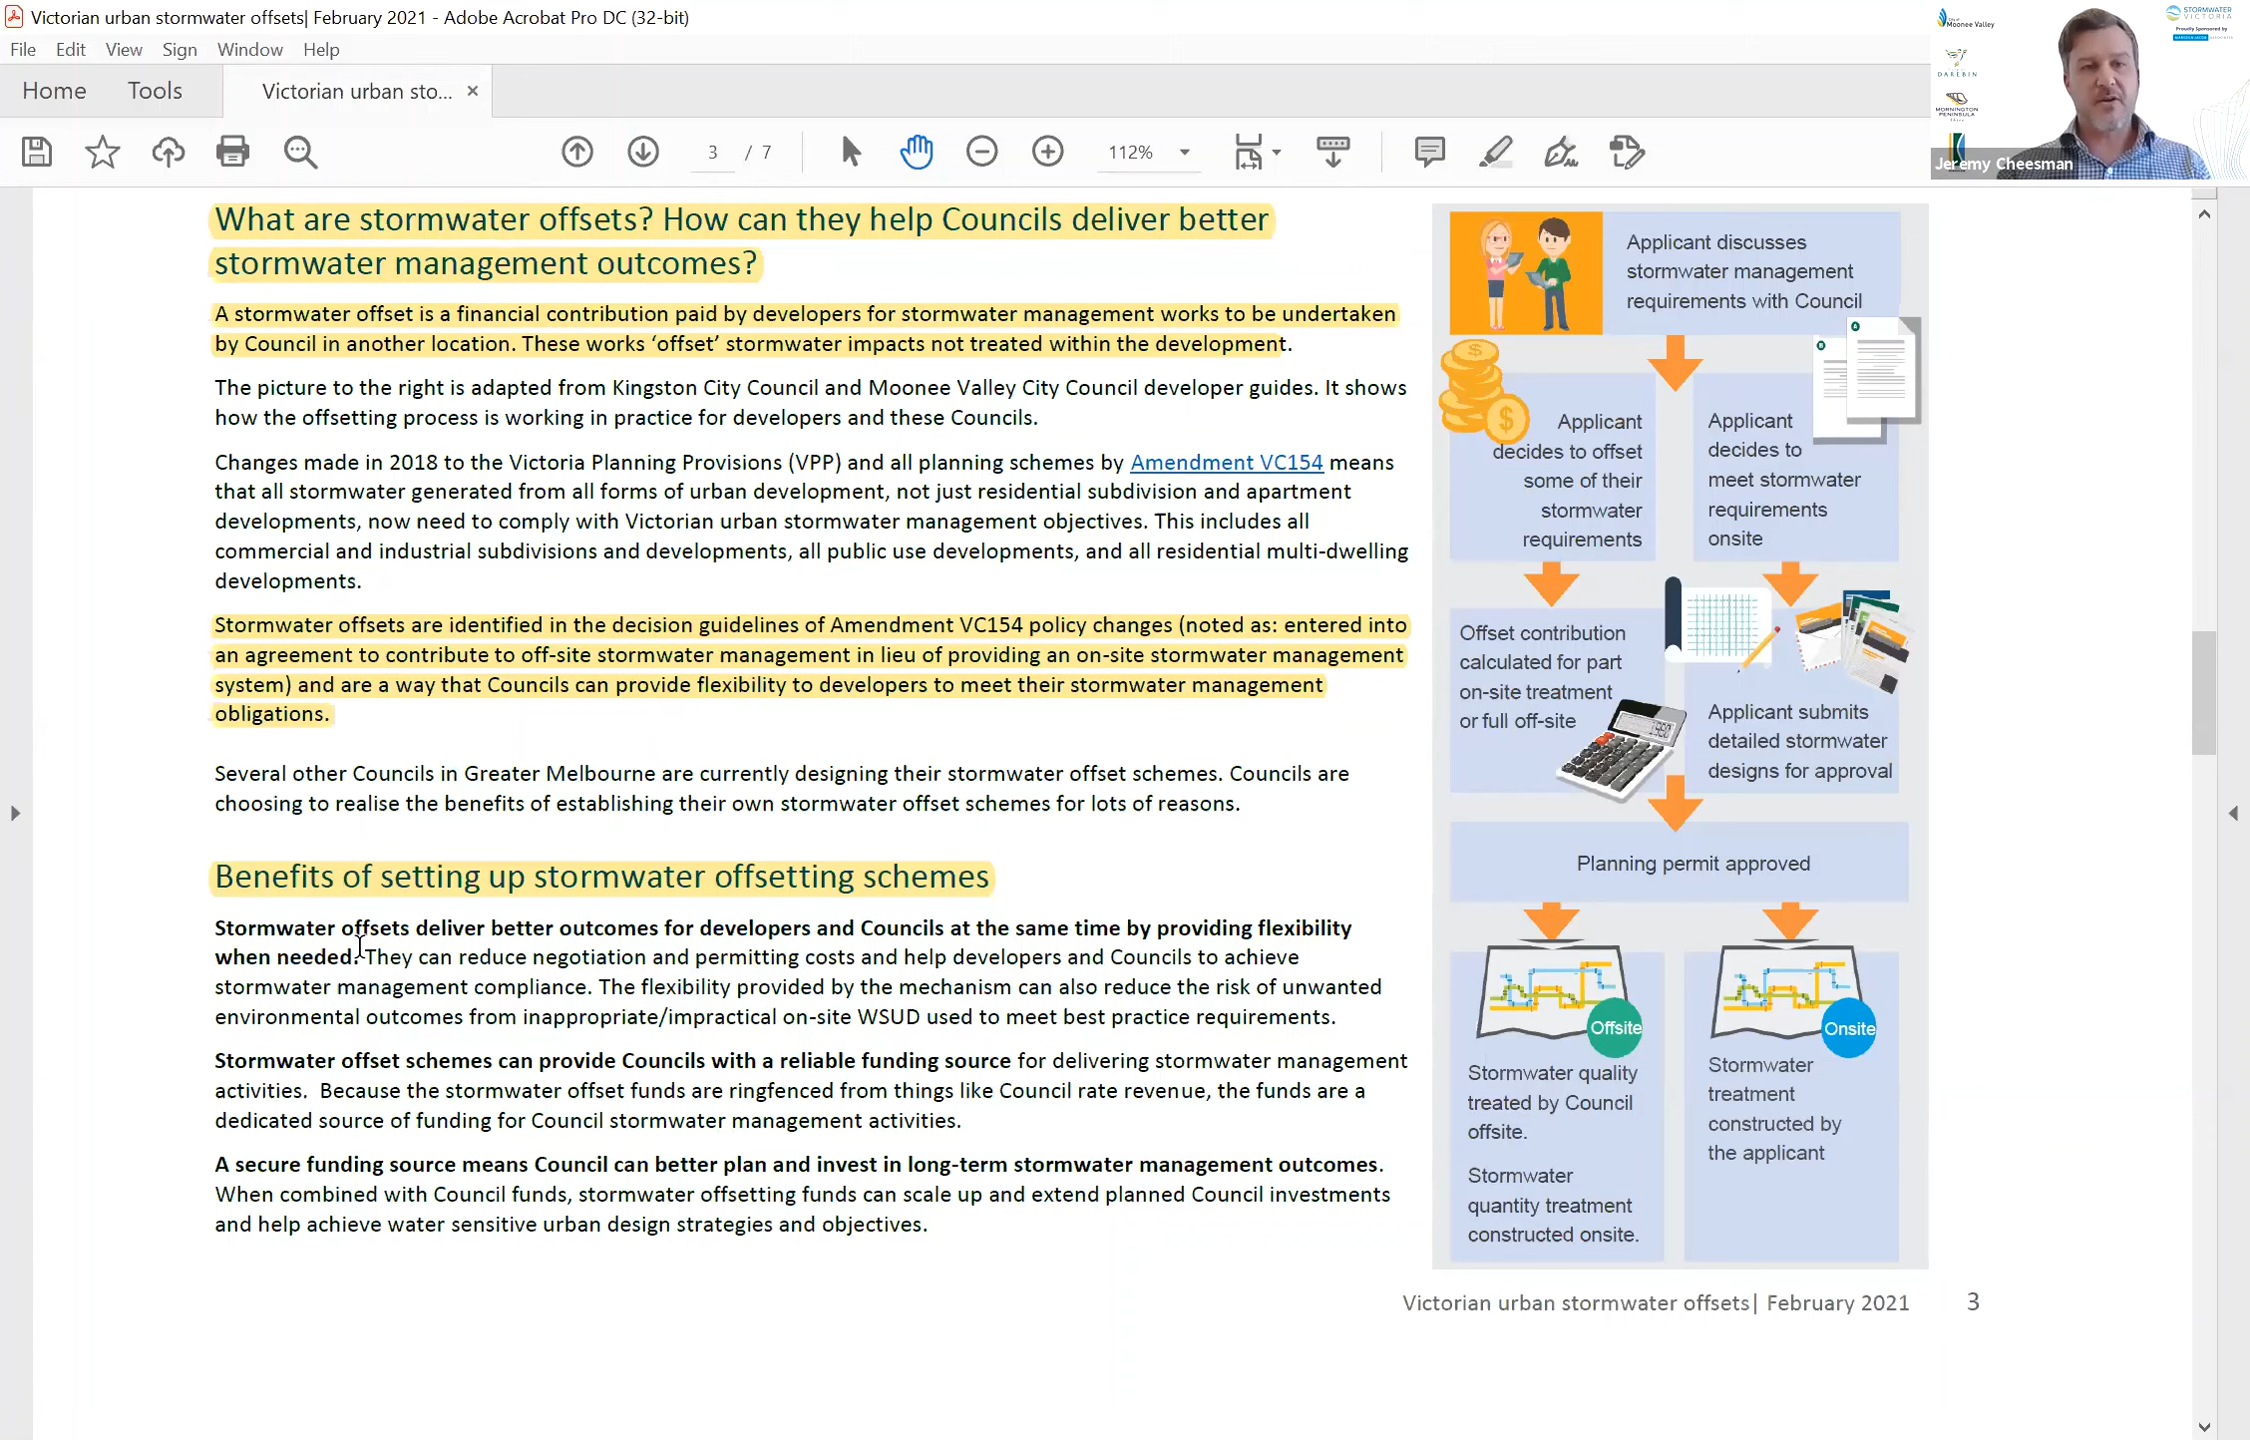 Victorian urban stormwater offsets| February 2021 - Adobe Acrobat Pro DC (32-bit)
File Edit View Sign Window Help
Home Tools Victorian urban sto... ×
3 / 7 112%
Moonee Valley
DAREBIN
MORNINGTON
PENINSULA
STORMWATER
VICTORIA
Proudly Sponsored by
Jeremy Cheesman
What are stormwater offsets? How can they help Councils deliver better
stormwater management outcomes?
A stormwater offset is a financial contribution paid by developers for stormwater management works to be undertaken
by Council in another location. These works ‘offset’ stormwater impacts not treated within the development.
The picture to the right is adapted from Kingston City Council and Moonee Valley City Council developer guides. It shows
how the offsetting process is working in practice for developers and these Councils.
Changes made in 2018 to the Victoria Planning Provisions (VPP) and all planning schemes by Amendment VC154 means
that all stormwater generated from all forms of urban development, not just residential subdivision and apartment
developments, now need to comply with Victorian urban stormwater management objectives. This includes all
commercial and industrial subdivisions and developments, all public use developments, and all residential multi-dwelling
developments.
Stormwater offsets are identified in the decision guidelines of Amendment VC154 policy changes (noted as: entered into
an agreement to contribute to off-site stormwater management in lieu of providing an on-site stormwater management
system) and are a way that Councils can provide flexibility to developers to meet their stormwater management
obligations.
Several other Councils in Greater Melbourne are currently designing their stormwater offset schemes. Councils are
choosing to realise the benefits of establishing their own stormwater offset schemes for lots of reasons.
Benefits of setting up stormwater offsetting schemes
Stormwater offsets deliver better outcomes for developers and Councils at the same time by providing flexibility
when needed. They can reduce negotiation and permitting costs and help developers and Councils to achieve
stormwater management compliance. The flexibility provided by the mechanism can also reduce the risk of unwanted
environmental outcomes from inappropriate/impractical on-site WSUD used to meet best practice requirements.
Stormwater offset schemes can provide Councils with a reliable funding source for delivering stormwater management
activities.  Because the stormwater offset funds are ringfenced from things like Council rate revenue, the funds are a
dedicated source of funding for Council stormwater management activities.
A secure funding source means Council can better plan and invest in long-term stormwater management outcomes.
When combined with Council funds, stormwater offsetting funds can scale up and extend planned Council investments
and help achieve water sensitive urban design strategies and objectives.
Applicant discusses
stormwater management
requirements with Council
Applicant
decides to offset
some of their
stormwater
requirements
Applicant
decides to
meet stormwater
requirements
onsite
Offset contribution
calculated for part
on-site treatment
or full off-site
Applicant submits
detailed stormwater
designs for approval
Planning permit approved
Offsite
Stormwater quality
treated by Council
offsite.
Stormwater
quantity treatment
constructed onsite.
Onsite
Stormwater
treatment
constructed by
the applicant
Victorian urban stormwater offsets| February 2021 3